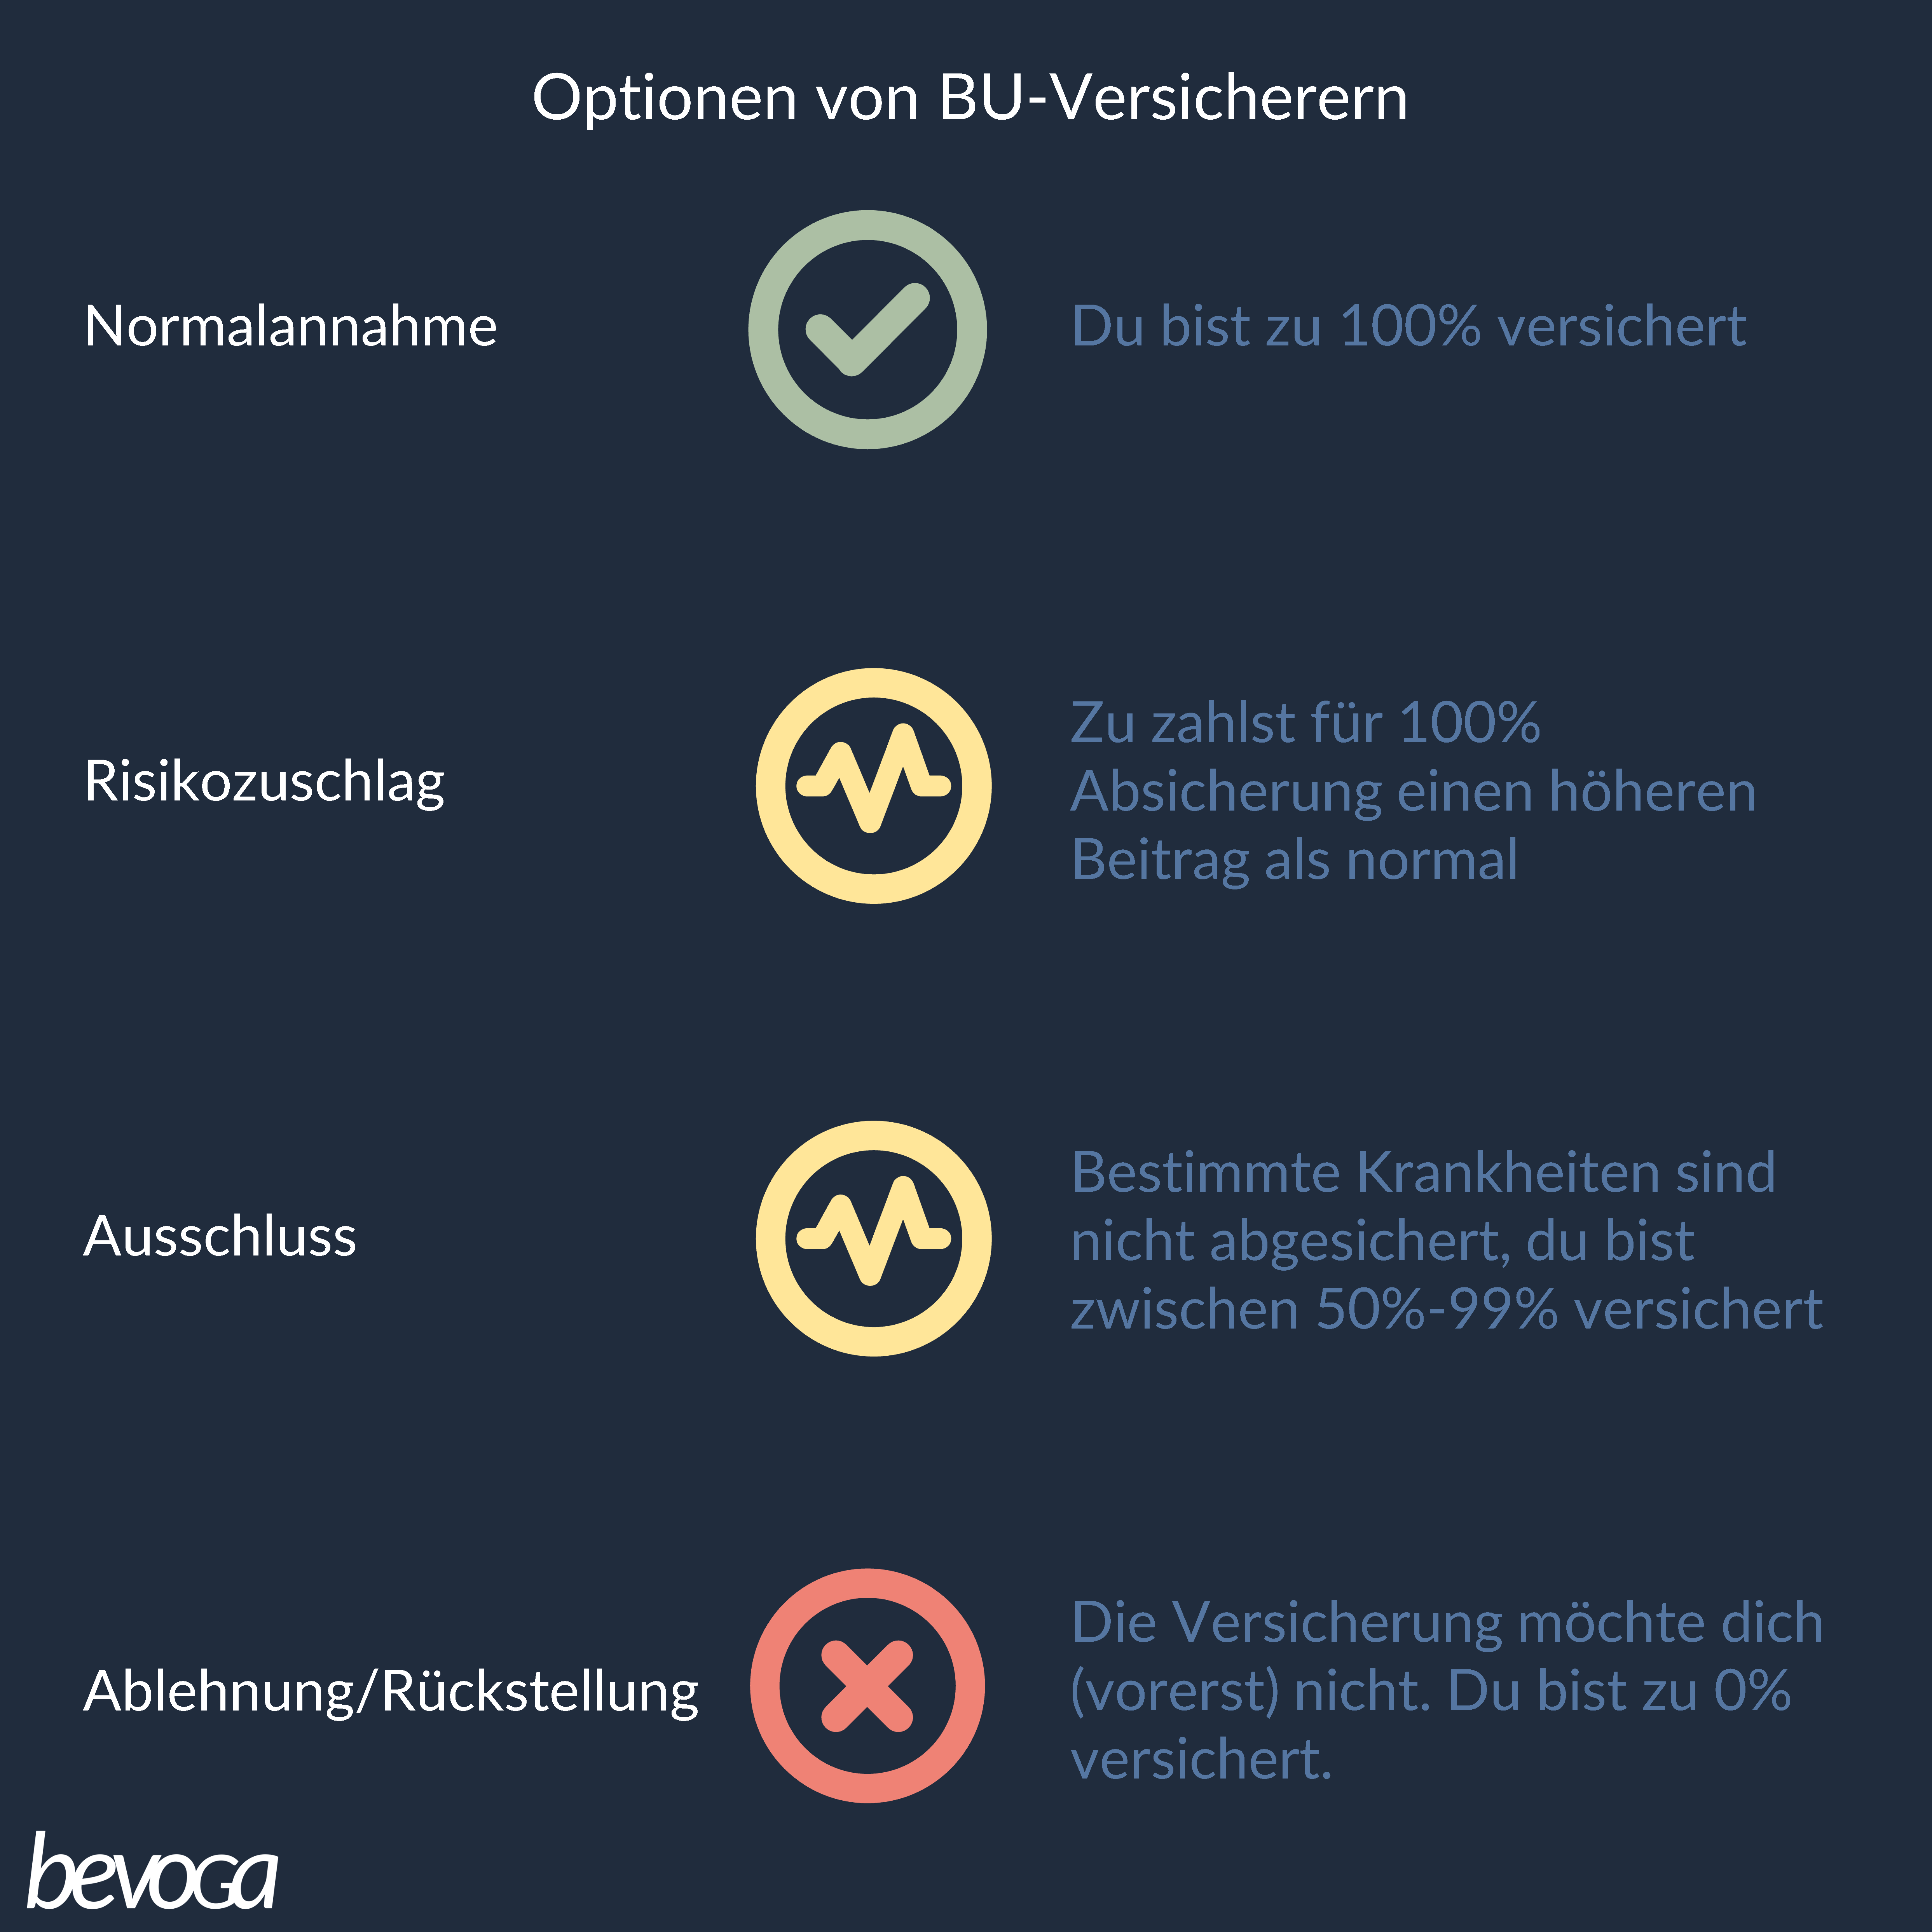 Optionen von BU-Versicherern
Normalannahme
Du bist zu 100% versichert
Risikozuschlag
Zu zahlst für 100%
Absicherung einen höheren
Beitrag als normal
Ausschluss
Bestimmte Krankheiten sind
nicht abgesichert, du bist
zwischen 50%-99% versichert
Ablehnung/Rückstellung
Die Versicherung möchte dich
(vorerst) nicht. Du bist zu 0%
versichert.
bevoga